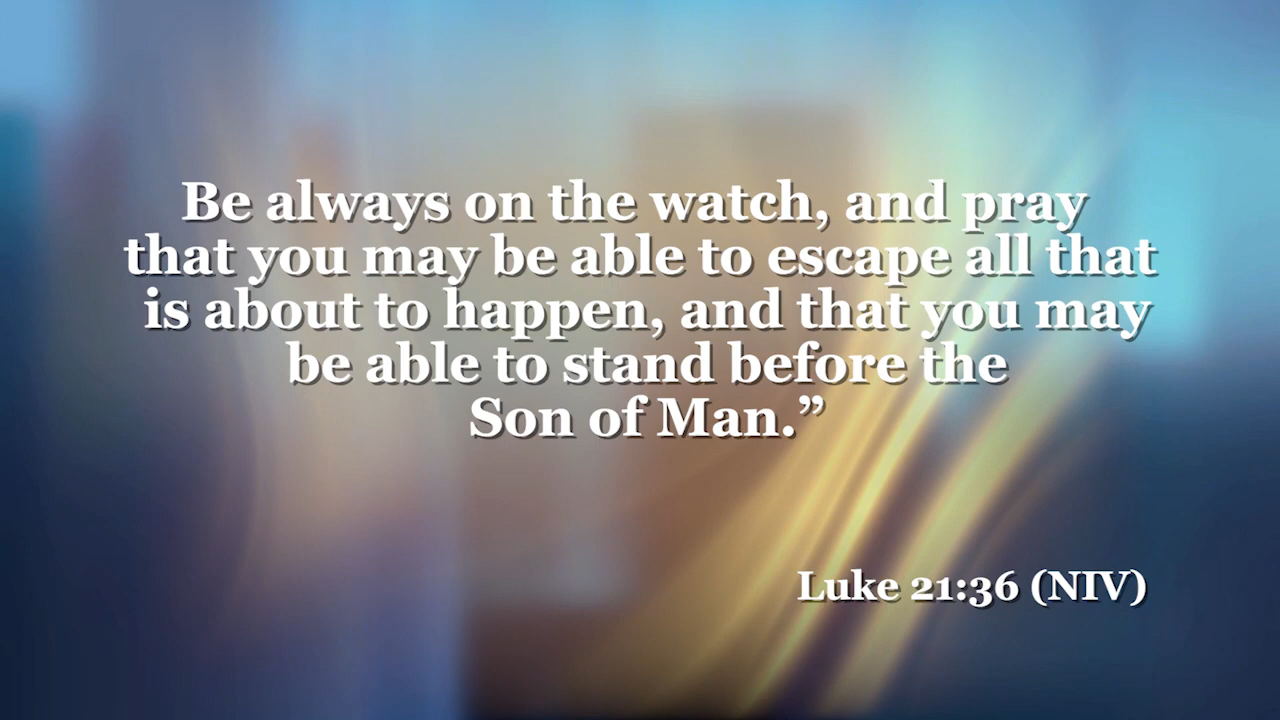 Be always on the watch, and pray
that you may be able to escape all that
is about to happen, and that you may
be able to stand before the
Son of Man.”
Luke 21:36 (NIV)